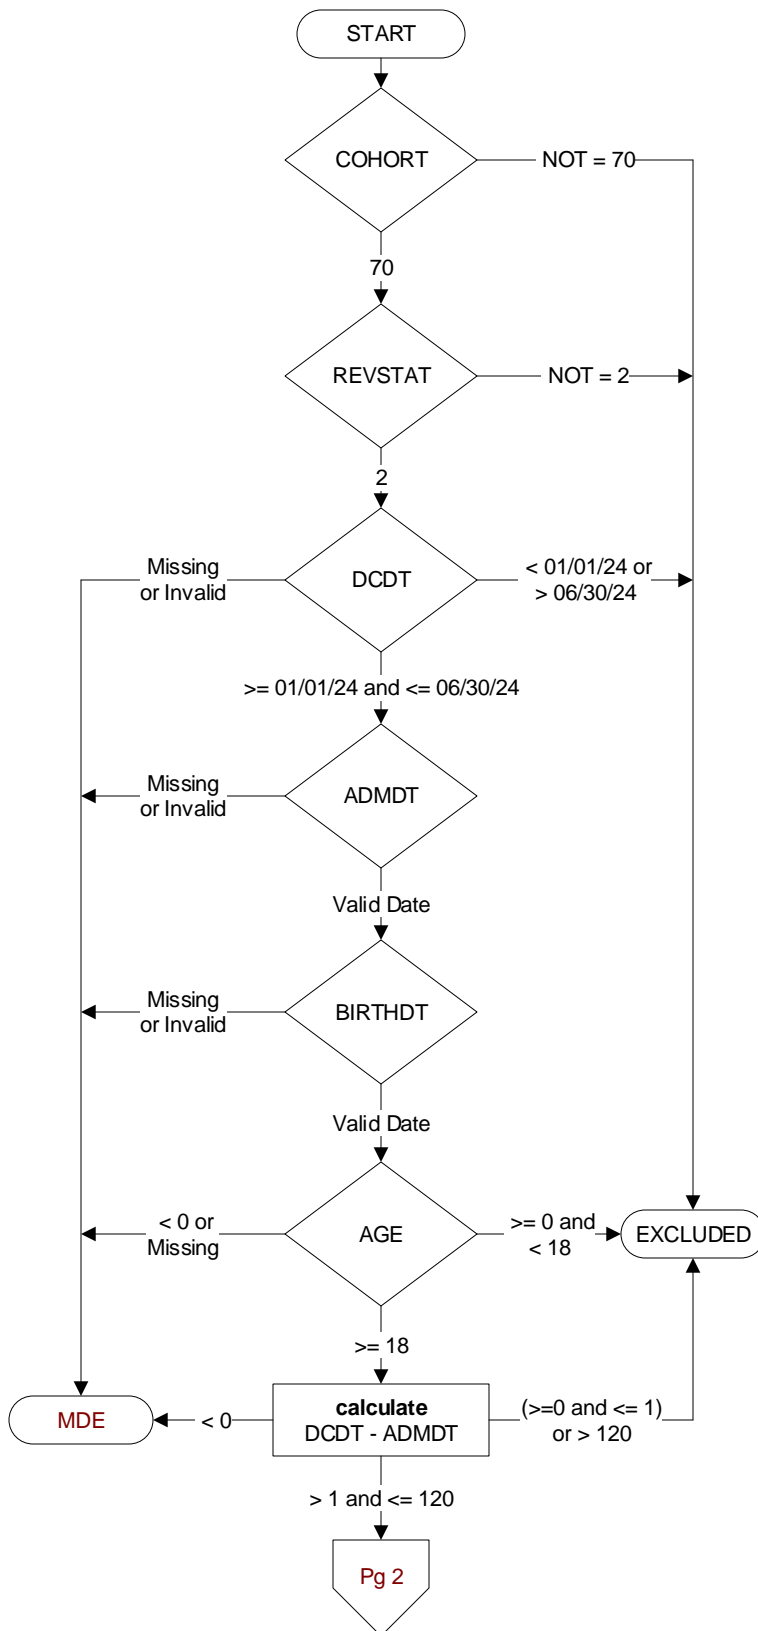 START
COHORT
NOT = 70
70
REVSTAT
NOT = 2
2
Missing
or Invalid
DCDT
< 01/01/24 or
> 06/30/24
>= 01/01/24 and <= 06/30/24
Missing
or Invalid
ADMDT
Valid Date
Missing
or Invalid
BIRTHDT
Valid Date
< 0 or
Missing
AGE
>= 0 and
< 18
EXCLUDED
>= 18
MDE
< 0
calculate
DCDT - ADMDT
(>=0 and <= 1)
or > 120
> 1 and <= 120
Pg 2